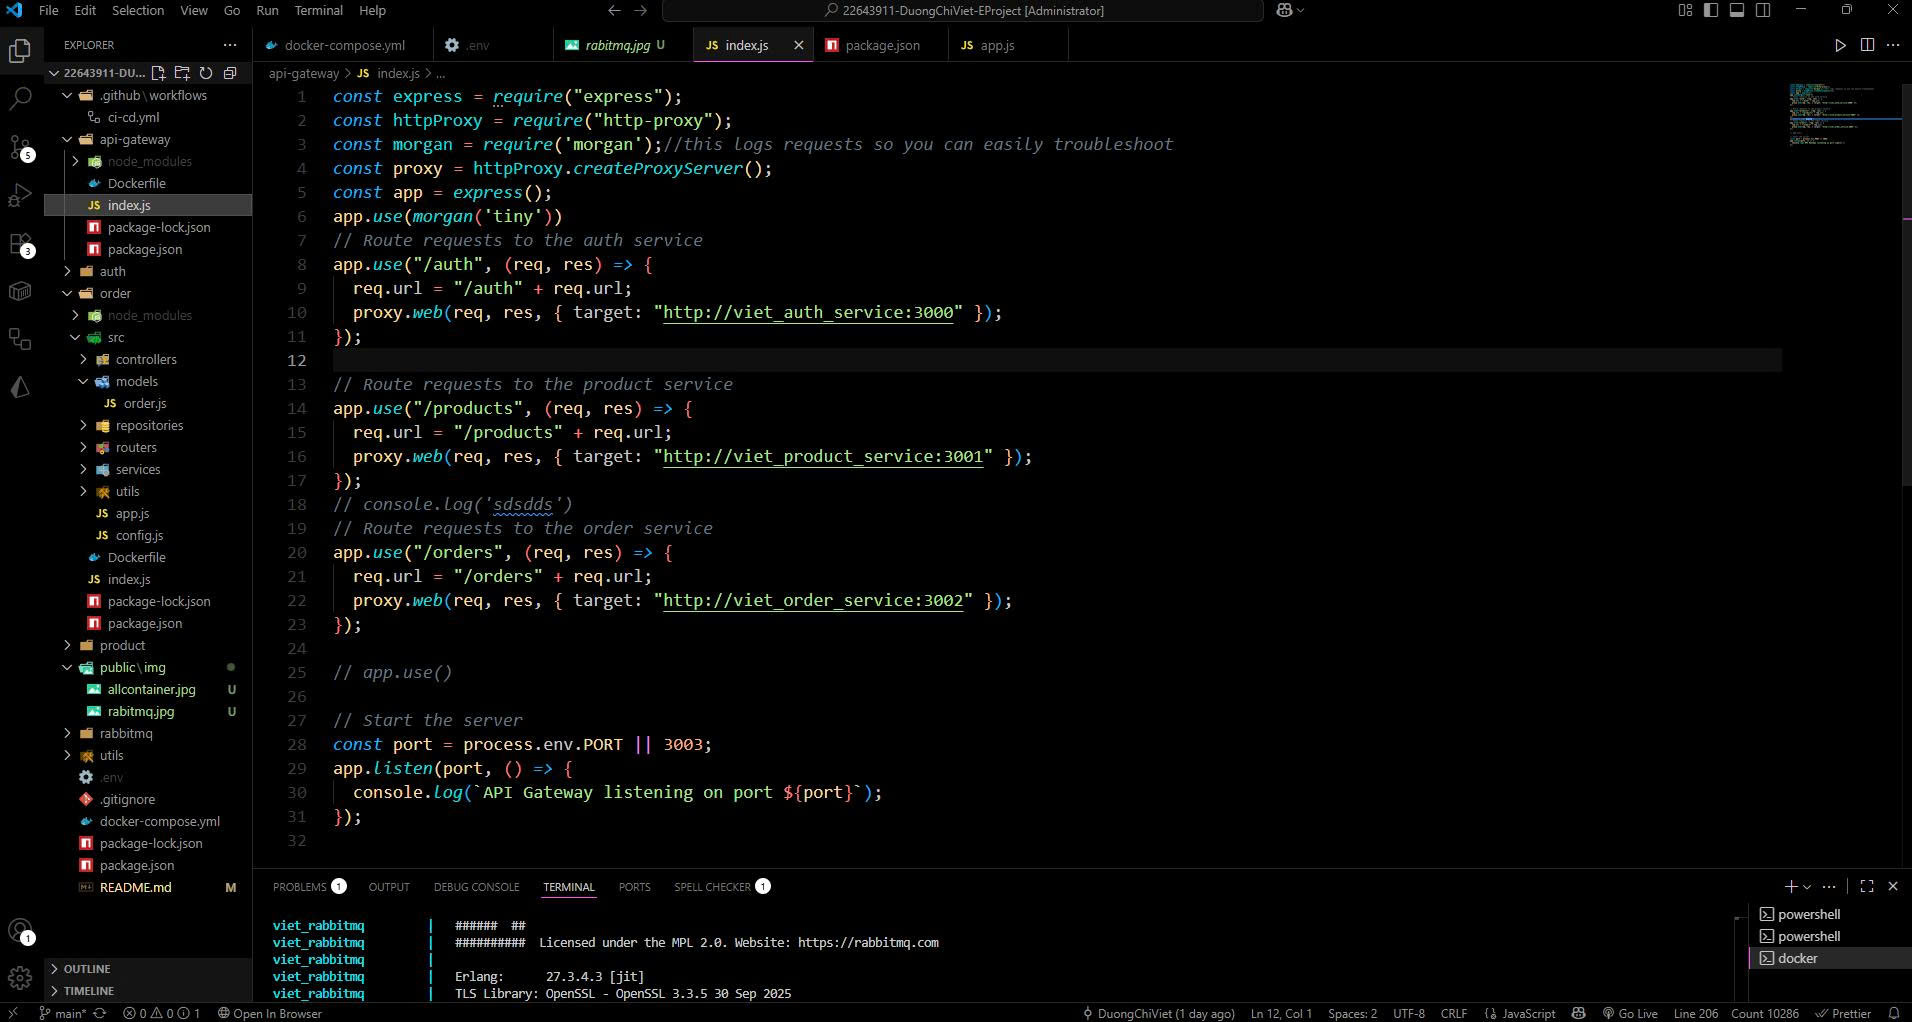 File Edit Selection View Go Run Terminal Help
22643911-DuongChiViet-EProject [Administrator]
EXPLORER
docker-compose.yml
.env
rabitmq.jpg U
JS index.js
package.json
JS app.js
22643911-DU...
api-gateway > JS index.js > ...
.github\workflows
ci-cd.yml
api-gateway
node_modules
Dockerfile
JS index.js
package-lock.json
package.json
auth
order
node_modules
src
controllers
models
JS order.js
repositories
routers
services
utils
JS app.js
JS config.js
Dockerfile
JS index.js
package-lock.json
package.json
product
public\img
allcontainer.jpg U
rabitmq.jpg U
rabbitmq
utils
.env
.gitignore
docker-compose.yml
package-lock.json
package.json
README.md M
OUTLINE
TIMELINE
5
3
1
1 const express = require("express");
2 const httpProxy = require("http-proxy");
3 const morgan = require('morgan');//this logs requests so you can easily troubleshoot
4 const proxy = httpProxy.createProxyServer();
5 const app = express();
6 app.use(morgan('tiny'))
7 // Route requests to the auth service
8 app.use("/auth", (req, res) => {
9 req.url = "/auth" + req.url;
10 proxy.web(req, res, { target: "http://viet_auth_service:3000" });
11 });
12
13 // Route requests to the product service
14 app.use("/products", (req, res) => {
15 req.url = "/products" + req.url;
16 proxy.web(req, res, { target: "http://viet_product_service:3001" });
17 });
18 // console.log('sdsdds')
19 // Route requests to the order service
20 app.use("/orders", (req, res) => {
21 req.url = "/orders" + req.url;
22 proxy.web(req, res, { target: "http://viet_order_service:3002" });
23 });
24
25 // app.use()
26
27 // Start the server
28 const port = process.env.PORT || 3003;
29 app.listen(port, () => {
30 console.log(`API Gateway listening on port ${port}`);
31 });
32
PROBLEMS 1 OUTPUT DEBUG CONSOLE TERMINAL PORTS SPELL CHECKER 1
viet_rabbitmq | ###### ##
viet_rabbitmq | ########## Licensed under the MPL 2.0. Website: https://rabbitmq.com
viet_rabbitmq |
viet_rabbitmq | Erlang: 27.3.4.3 [jit]
viet_rabbitmq | TLS Library: OpenSSL - OpenSSL 3.3.5 30 Sep 2025
powershell
powershell
docker
main* 0 0 1 Open In Browser
DuongChiViet (1 day ago) Ln 12, Col 1 Spaces: 2 UTF-8 CRLF {} JavaScript Go Live Line 206 Count 10286 Prettier